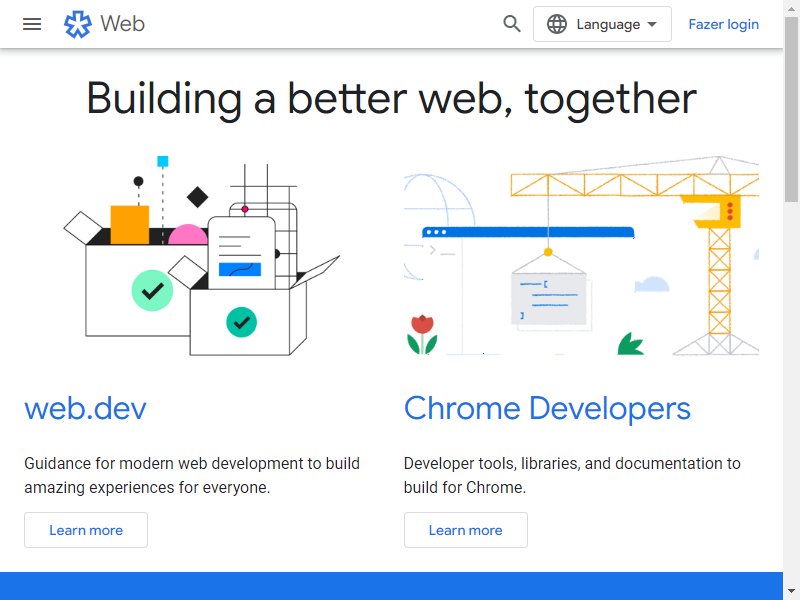 Web
Language
Fazer login
Building a better web, together
web.dev
Guidance for modern web development to build
amazing experiences for everyone.
Learn more
Chrome Developers
Developer tools, libraries, and documentation to
build for Chrome.
Learn more